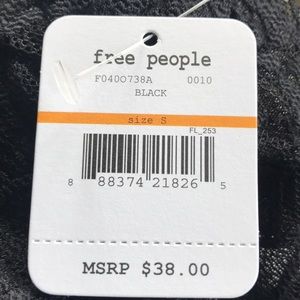 free people
F040O738A 0010
BLACK
size S
FL_253
8 88374 21826 5
MSRP $38.00